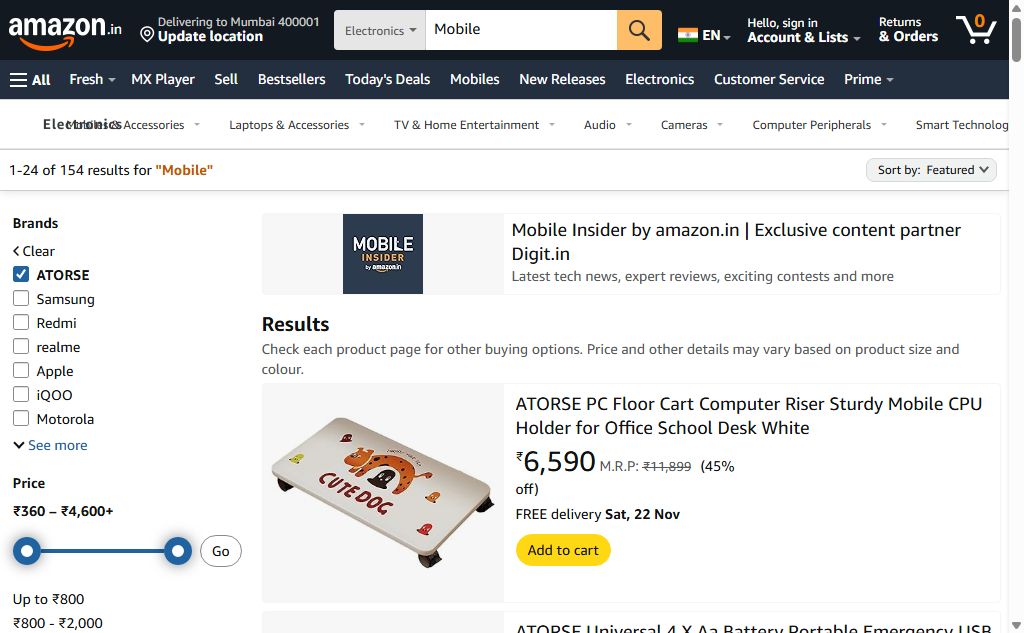 amazon.in
Delivering to Mumbai 400001
Update location
Electronics
Mobile
EN
Hello, sign in
Account & Lists
Returns
& Orders
0
All
Fresh
MX Player
Sell
Bestsellers
Today's Deals
Mobiles
New Releases
Electronics
Customer Service
Prime
Electronics
Mobiles & Accessories
Laptops & Accessories
TV & Home Entertainment
Audio
Cameras
Computer Peripherals
Smart Technolog
1-24 of 154 results for "Mobile"
Sort by: Featured
Brands
Clear
ATORSE
Samsung
Redmi
realme
Apple
iQOO
Motorola
See more
Price
₹360 – ₹4,600+
Go
Up to ₹800
₹800 - ₹2,000
MOBILE
INSIDER
by amazon.in
Mobile Insider by amazon.in | Exclusive content partner
Digit.in
Latest tech news, expert reviews, exciting contests and more
Results
Check each product page for other buying options. Price and other details may vary based on product size and
colour.
CUTE DOG
ATORSE PC Floor Cart Computer Riser Sturdy Mobile CPU
Holder for Office School Desk White
₹6,590 M.R.P: ₹11,899 (45%
off)
FREE delivery Sat, 22 Nov
Add to cart
ATORSE Universal 4 X Aa Battery Portable Emergency USB